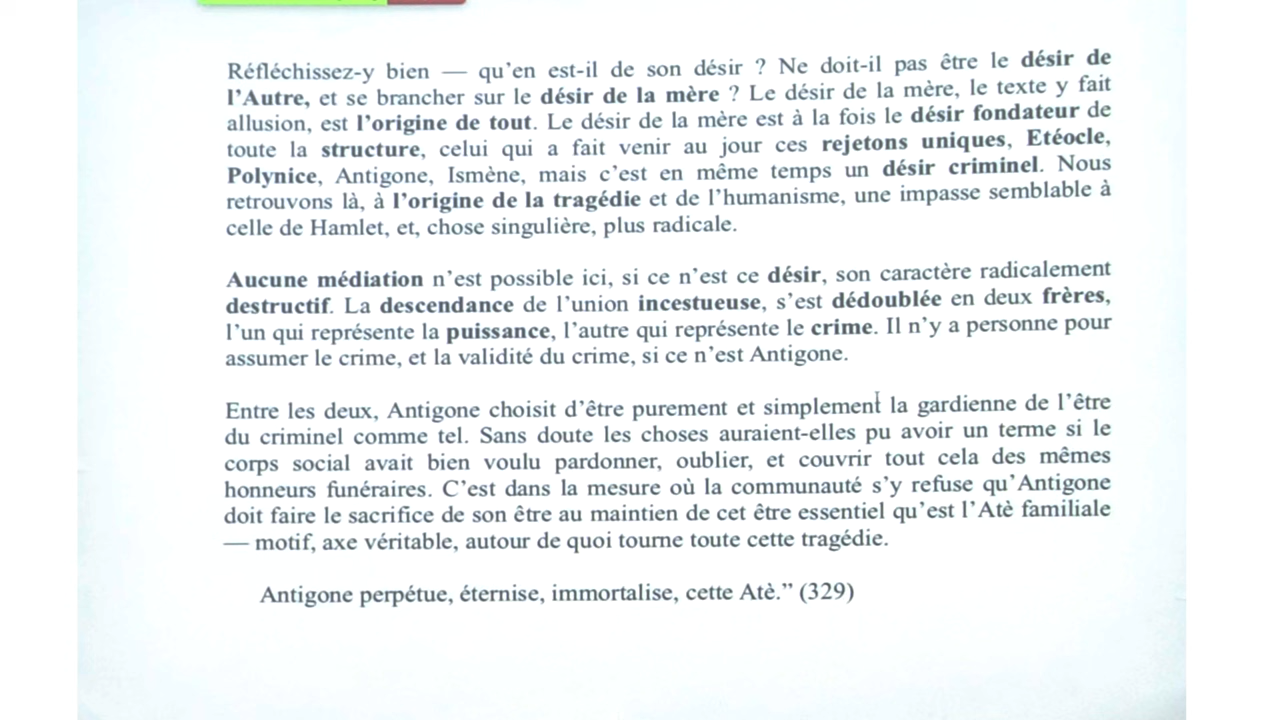 Réfléchissez-y bien — qu’en est-il de son désir ? Ne doit-il pas être le désir de
l’Autre, et se brancher sur le désir de la mère ? Le désir de la mère, le texte y fait
allusion, est l’origine de tout. Le désir de la mère est à la fois le désir fondateur de
toute la structure, celui qui a fait venir au jour ces rejetons uniques, Etéocle,
Polynice, Antigone, Ismène, mais c’est en même temps un désir criminel. Nous
retrouvons là, à l’origine de la tragédie et de l’humanisme, une impasse semblable à
celle de Hamlet, et, chose singulière, plus radicale.
Aucune médiation n’est possible ici, si ce n’est ce désir, son caractère radicalement
destructif. La descendance de l’union incestueuse, s’est dédoublée en deux frères,
l’un qui représente la puissance, l’autre qui représente le crime. Il n’y a personne pour
assumer le crime, et la validité du crime, si ce n’est Antigone.
Entre les deux, Antigone choisit d’être purement et simplement la gardienne de l’être
du criminel comme tel. Sans doute les choses auraient-elles pu avoir un terme si le
corps social avait bien voulu pardonner, oublier, et couvrir tout cela des mêmes
honneurs funéraires. C’est dans la mesure où la communauté s’y refuse qu’Antigone
doit faire le sacrifice de son être au maintien de cet être essentiel qu’est l’Atè familiale
— motif, axe véritable, autour de quoi tourne toute cette tragédie.
Antigone perpétue, éternise, immortalise, cette Atè.” (329)